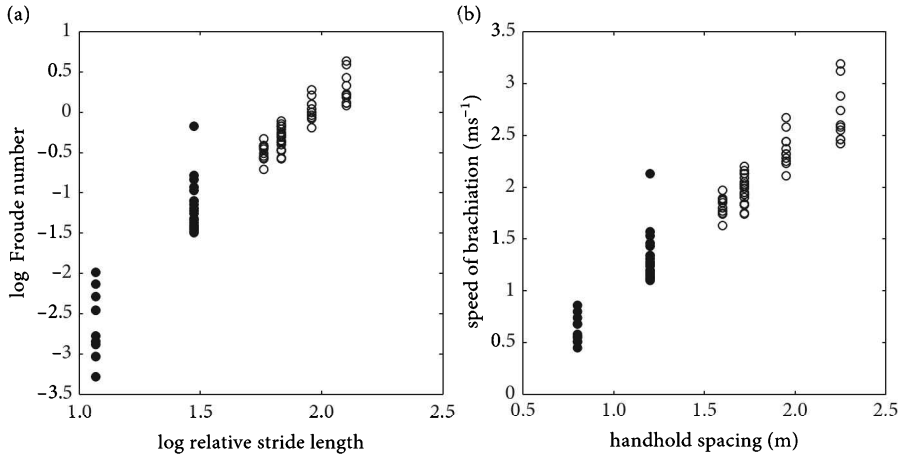 (a)
1
0.5
0
−0.5
−1
−1.5
−2
−2.5
−3
−3.5
log Froude number
1.0 1.5 2.0 2.5
log relative stride length
(b)
3.5
3
2.5
2
1.5
1
0.5
0
speed of brachiation (ms⁻¹)
0.5 1.0 1.5 2.0 2.5
handhold spacing (m)